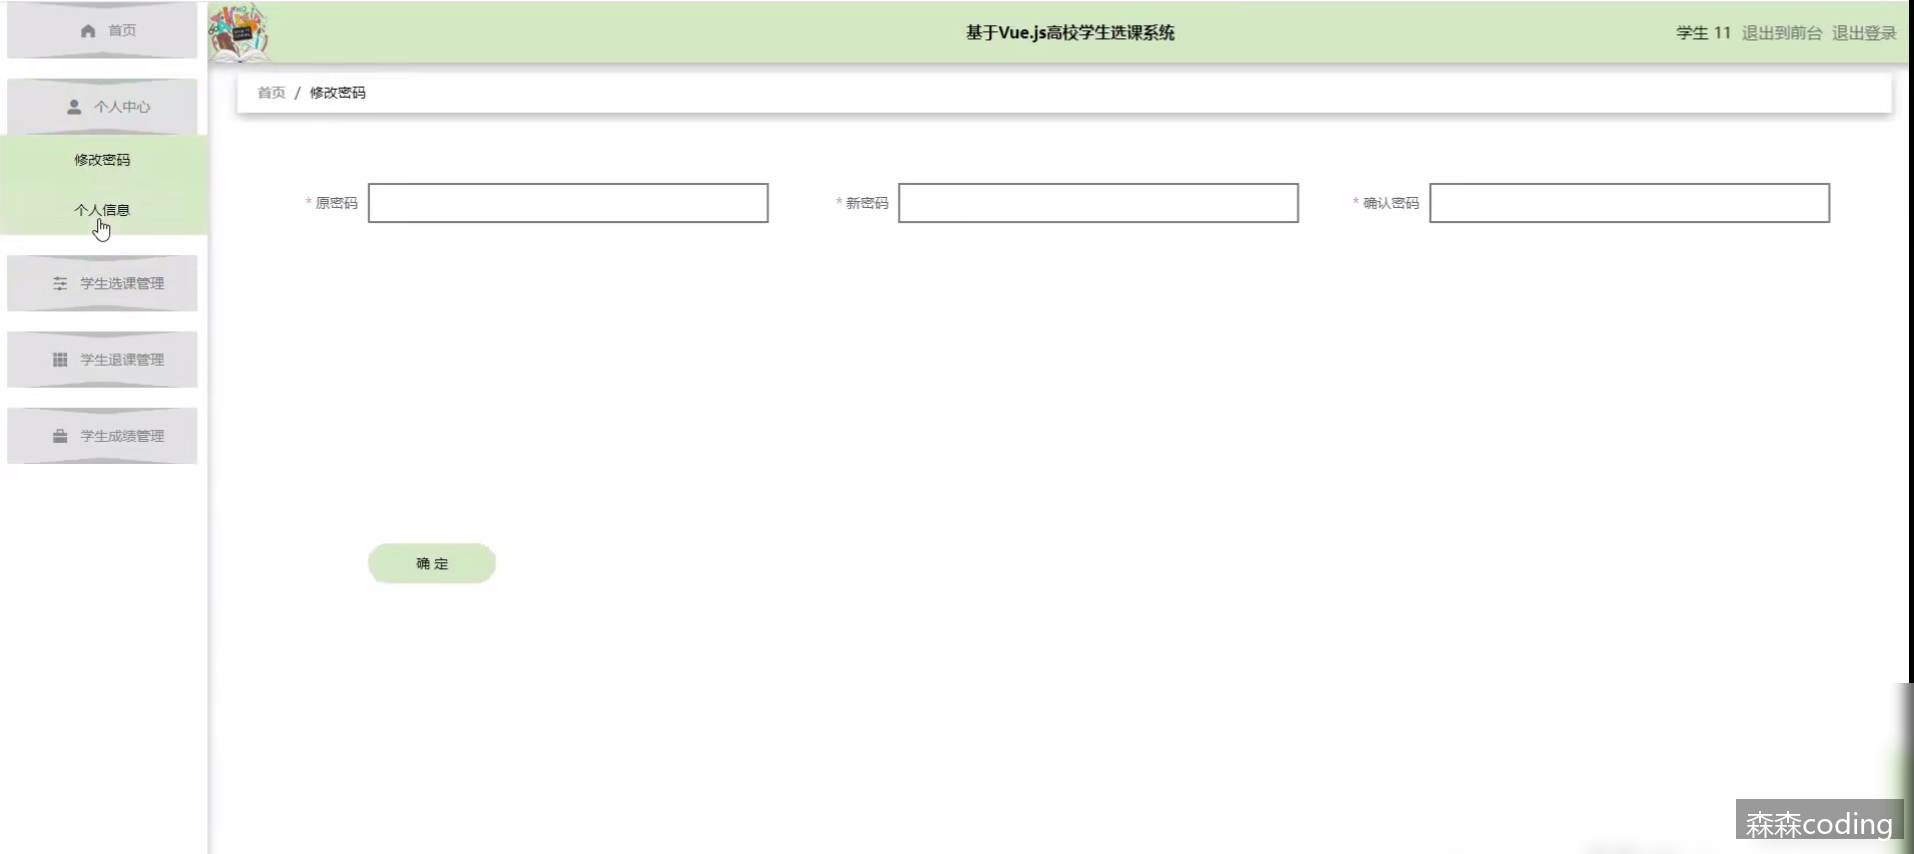 首页
个人中心
修改密码
个人信息
学生选课管理
学生退课管理
学生成绩管理
基于Vue.js高校学生选课系统
学生 11 退出到前台 退出登录
首页 / 修改密码
* 原密码
* 新密码
* 确认密码
确 定
森森coding